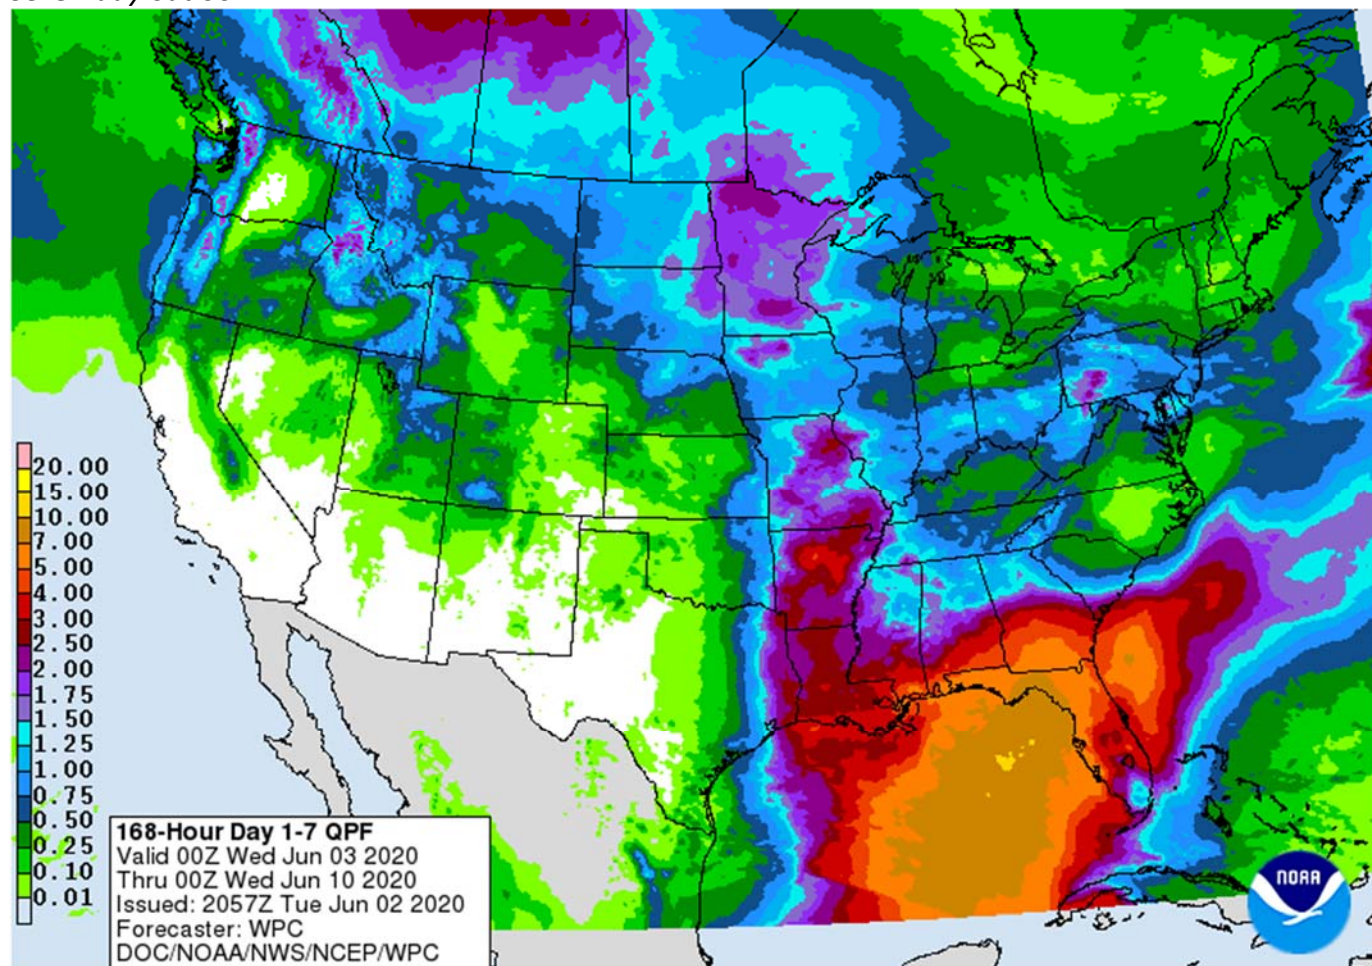 20.00
15.00
10.00
7.00
5.00
4.00
3.00
2.50
2.00
1.75
1.50
1.25
1.00
0.75
0.50
0.25
0.10
0.01
168-Hour Day 1-7 QPF
Valid 00Z Wed Jun 03 2020
Thru 00Z Wed Jun 10 2020
Issued: 2057Z Tue Jun 02 2020
Forecaster: WPC
DOC/NOAA/NWS/NCEP/WPC
NOAA